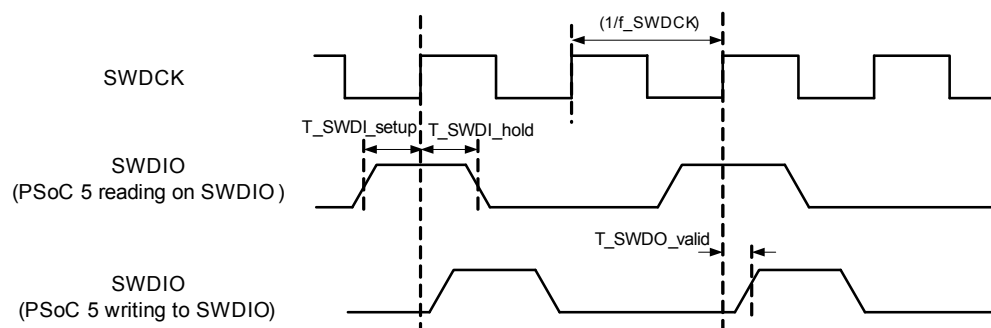 (1/f_SWDCK)
SWDCK
T_SWDI_setup T_SWDI_hold
SWDIO
(PSoC 5 reading on SWDIO)
T_SWDO_valid
SWDIO
(PSoC 5 writing to SWDIO)